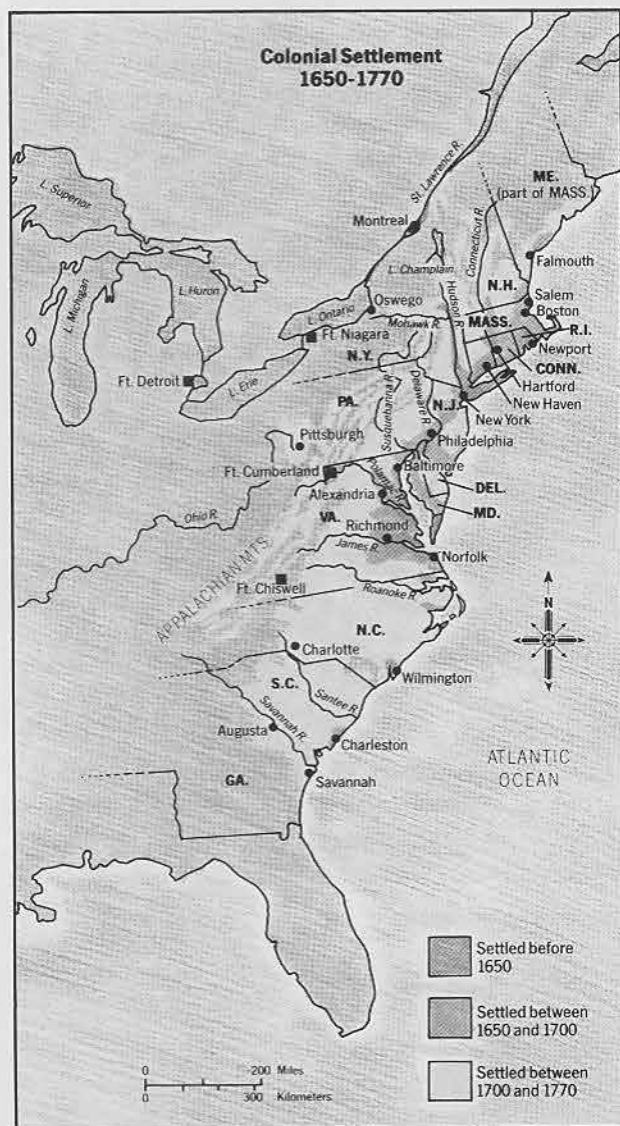 Colonial Settlement
1650-1770
L. Superior
L. Michigan
L. Huron
St. Lawrence R.
ME.
(part of MASS.)
Montreal
Connecticut R.
L. Champlain
Falmouth
N.H.
L. Ontario
Oswego
Hudson R.
Salem
Boston
Mohawk R.
MASS.
R.I.
Ft. Niagara
Newport
N.Y.
CONN.
Ft. Detroit
L. Erie
Hartford
New Haven
PA.
Susquehanna R.
Delaware R.
N.J.
New York
Pittsburgh
Philadelphia
Ft. Cumberland
Baltimore
Potomac
DEL.
Alexandria
MD.
Ohio R.
VA.
Richmond
James R.
Norfolk
APPALACHIAN MTS.
Ft. Chiswell
Roanoke R.
N
N.C.
Charlotte
Wilmington
S.C.
Santee R.
Savannah R.
Augusta
Charleston
ATLANTIC
OCEAN
GA.
Savannah
Settled before
1650
Settled between
1650 and 1700
Settled between
1700 and 1770
0 200 Miles
0 300 Kilometers